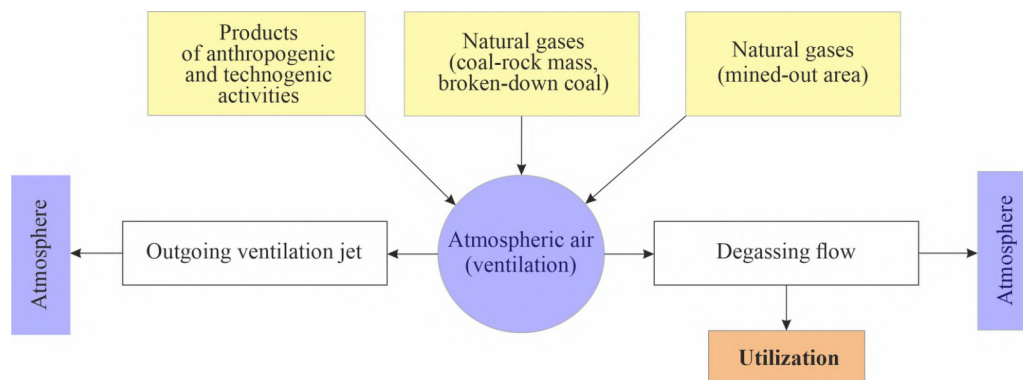 Products
of anthropogenic
and technogenic
activities
Natural gases
(coal-rock mass,
broken-down coal)
Natural gases
(mined-out area)
Atmosphere
Outgoing ventilation jet
Atmospheric air
(ventilation)
Degassing flow
Atmosphere
Utilization